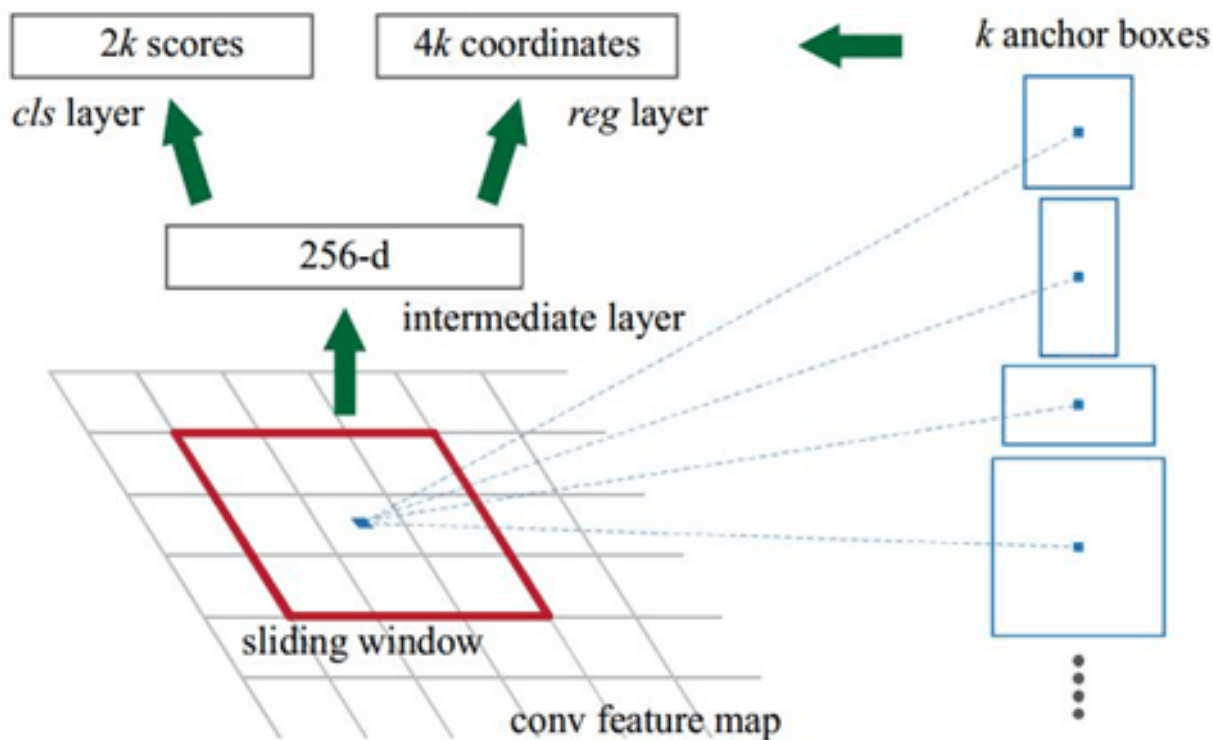 2k scores
4k coordinates
k anchor boxes
cls layer
reg layer
256-d
intermediate layer
sliding window
conv feature map